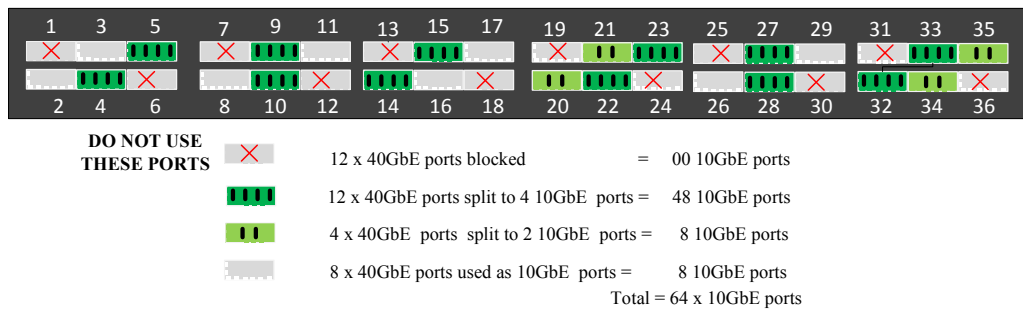 1 3 5 7 9 11 13 15 17 19 21 23 25 27 29 31 33 35
2 4 6 8 10 12 14 16 18 20 22 24 26 28 30 32 34 36
DO NOT USE
THESE PORTS
12 x 40GbE ports blocked = 00 10GbE ports
12 x 40GbE ports split to 4 10GbE ports = 48 10GbE ports
4 x 40GbE ports split to 2 10GbE ports = 8 10GbE ports
8 x 40GbE ports used as 10GbE ports = 8 10GbE ports
Total = 64 x 10GbE ports